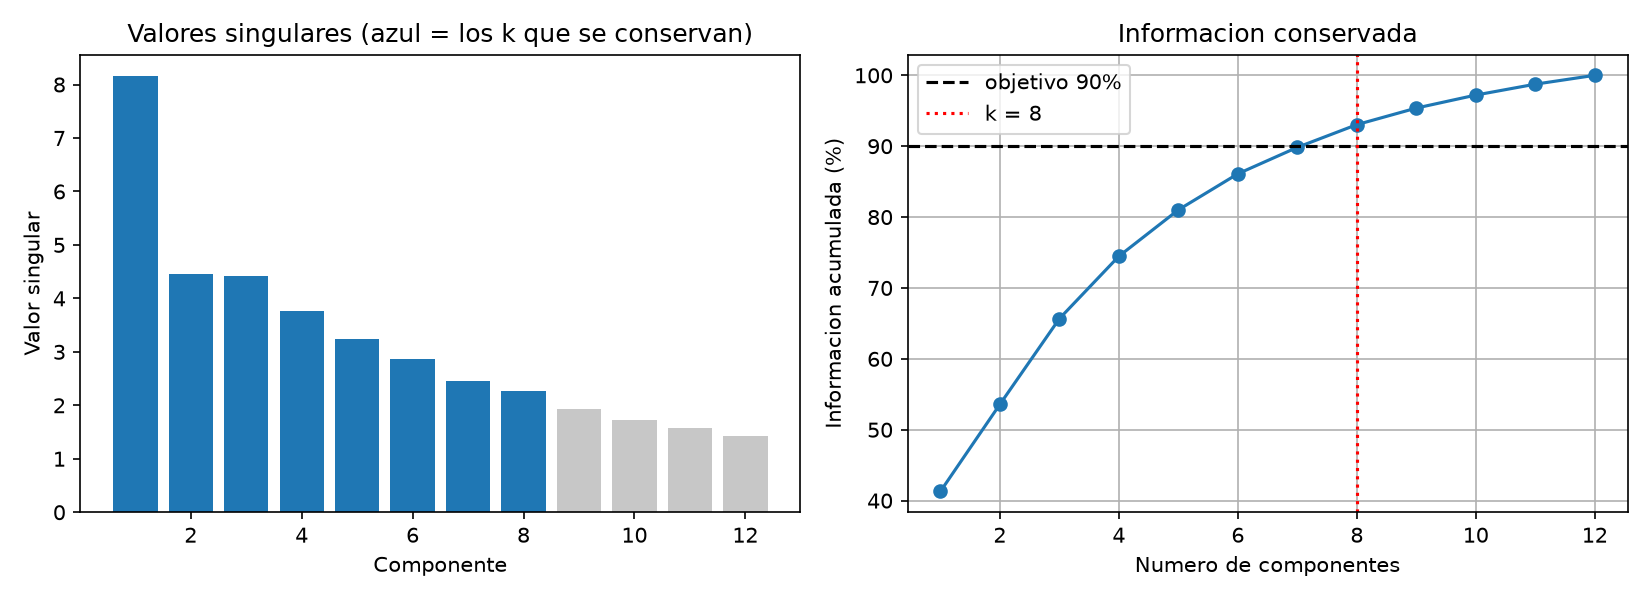 Valores singulares (azul = los k que se conservan)
Valor singular
8
7
6
5
4
3
2
1
0
2 4 6 8 10 12
Componente
Informacion conservada
objetivo 90%
k = 8
Informacion acumulada (%)
100
90
80
70
60
50
40
2 4 6 8 10 12
Numero de componentes